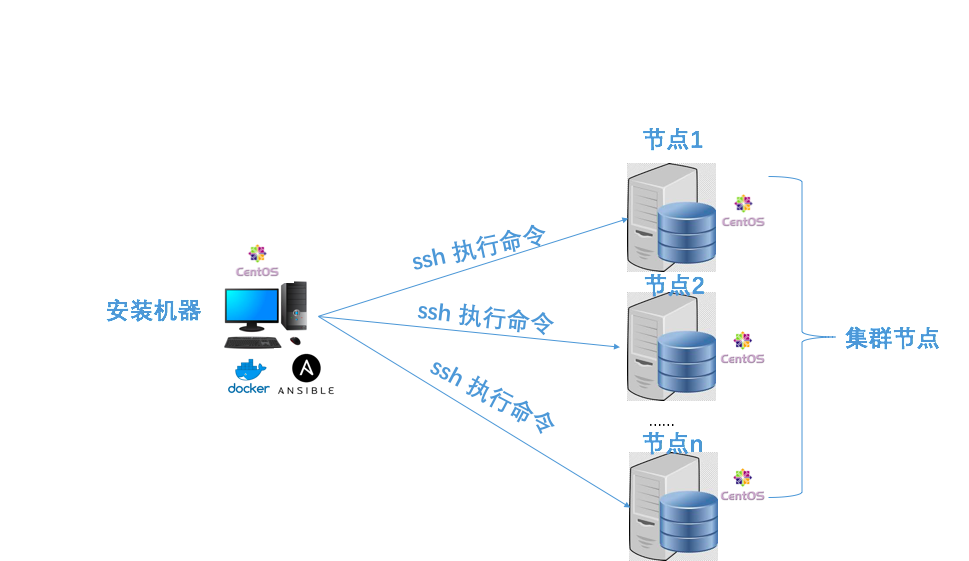 节点1
CentOS
ssh 执行命令
CentOS
节点2
安装机器
ssh 执行命令
集群节点
CentOS
docker
ANSIBLE
ssh 执行命令
......
节点n
CentOS